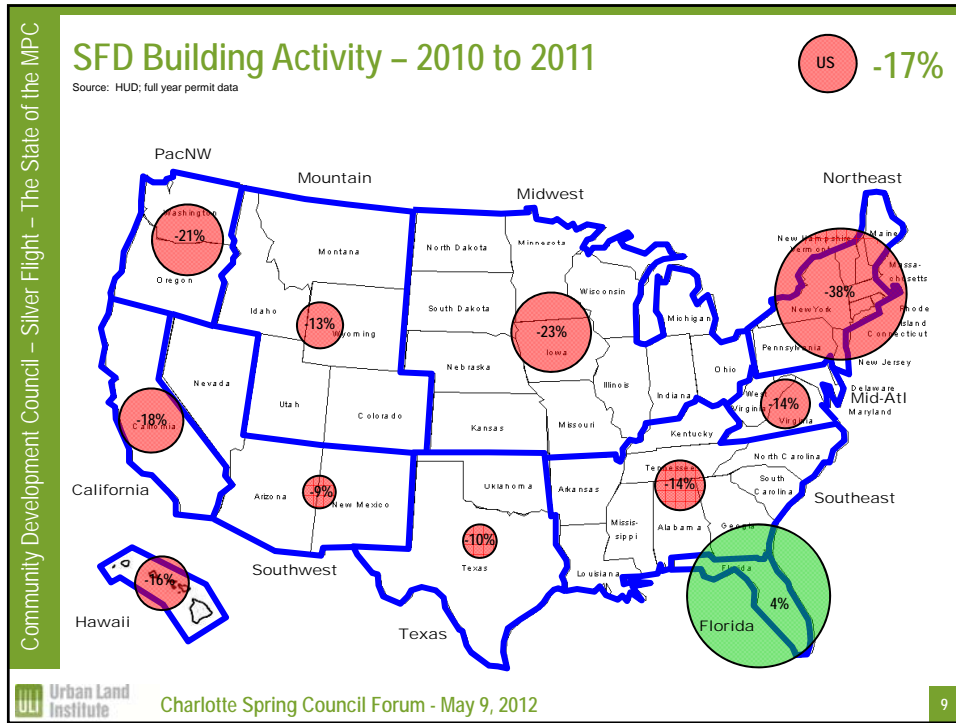 Community Development Council – Silver Flight – The State of the MPC
SFD Building Activity – 2010 to 2011
Source: HUD; full year permit data
US
-17%
PacNW
Mountain
Midwest
Northeast
Washington
-21%
Oregon
Montana
Idaho
-13%
Wyoming
North Dakota
Minnesota
South Dakota
Wisconsin
-23%
Iowa
Michigan
New Hampshire
Vermont
Maine
Massa-
chusetts
-38%
New York
Rhode
Island
Connecticut
Pennsylvania
New Jersey
Nevada
Utah
Colorado
Nebraska
Kansas
Missouri
Illinois
Indiana
Ohio
West
Virginia
-14%
Virginia
Delaware
Mid-Atl
Maryland
Kentucky
-18%
California
California
Arizona
-9%
New Mexico
Southwest
Oklahoma
-10%
Texas
Texas
Arkansas
Tennessee
-14%
North Carolina
South
Carolina
Southeast
Missis-
sippi
Alabama
Georgia
Louisiana
Florida
4%
Florida
-16%
Hawaii
ULI Urban Land
Institute
Charlotte Spring Council Forum - May 9, 2012
9